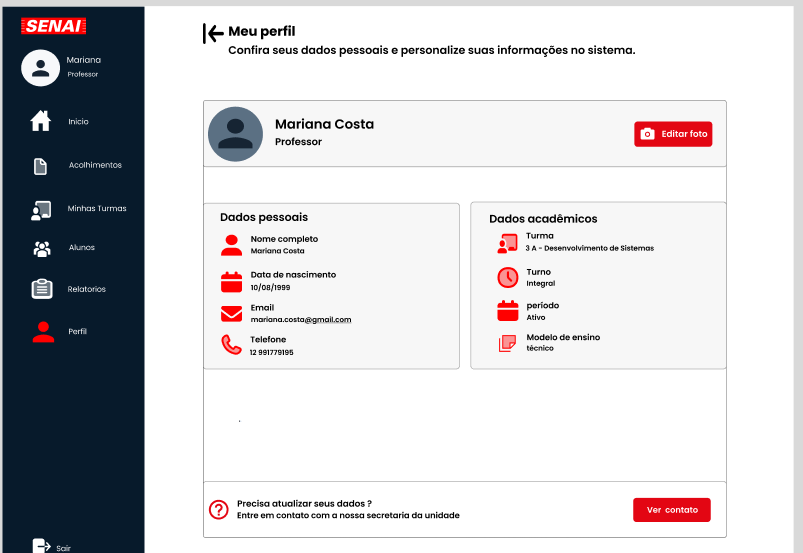 SENAI
Mariana
Professor
Inicio
Acolhimentos
Minhas Turmas
Alunos
Relatorios
Perfil
Sair
Meu perfil
Confira seus dados pessoais e personalize suas informações no sistema.
Mariana Costa
Professor
Editar foto
Dados pessoais
Nome completo
Mariana Costa
Data de nascimento
10/08/1999
Email
mariana.costa@gmail.com
Telefone
12 991779195
Dados acadêmicos
Turma
3 A - Desenvolvimento de Sistemas
Turno
Integral
período
Ativo
Modelo de ensino
técnico
.
Precisa atualizar seus dados ?
Entre em contato com a nossa secretaria da unidade
Ver contato